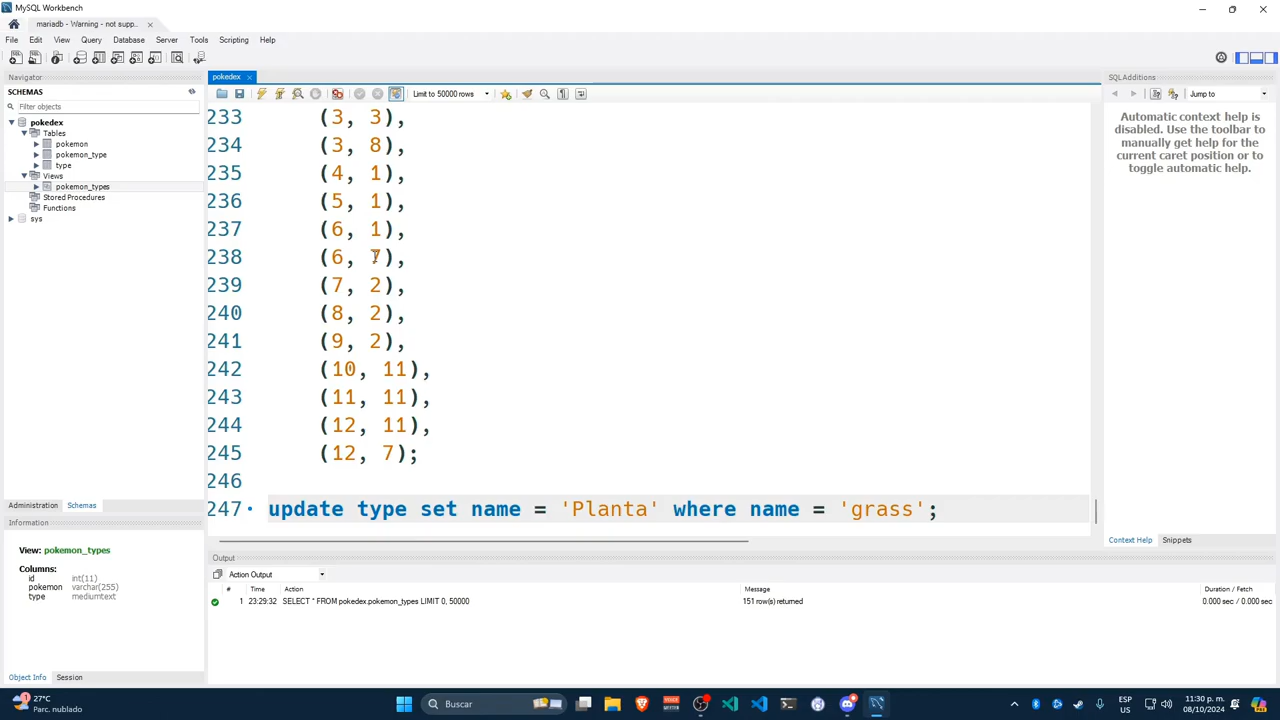 MySQL Workbench
mariadb - Warning - not supp...
File Edit View Query Database Server Tools Scripting Help
Navigator
SCHEMAS
Filter objects
pokedex
Tables
pokemon
pokemon_type
type
Views
pokemon_types
Stored Procedures
Functions
sys
Administration Schemas
Information
View: pokemon_types
Columns:
id int(11)
pokemon varchar(255)
type mediumtext
Object Info Session
pokedex
Limit to 50000 rows
233 (3, 3),
234 (3, 8),
235 (4, 1),
236 (5, 1),
237 (6, 1),
238 (6, 7),
239 (7, 2),
240 (8, 2),
241 (9, 2),
242 (10, 11),
243 (11, 11),
244 (12, 11),
245 (12, 7);
246
247 update type set name = 'Planta' where name = 'grass';
Output
Action Output
# Time Action Message Duration / Fetch
1 23:29:32 SELECT * FROM pokedex.pokemon_types LIMIT 0, 50000 151 row(s) returned 0.000 sec / 0.000 sec
SQLAdditions
Jump to
Automatic context help is
disabled. Use the toolbar to
manually get help for the
current caret position or to
toggle automatic help.
Context Help Snippets
1
27°C
Parc. nublado
Buscar
ESP
US
11:30 p. m.
08/10/2024